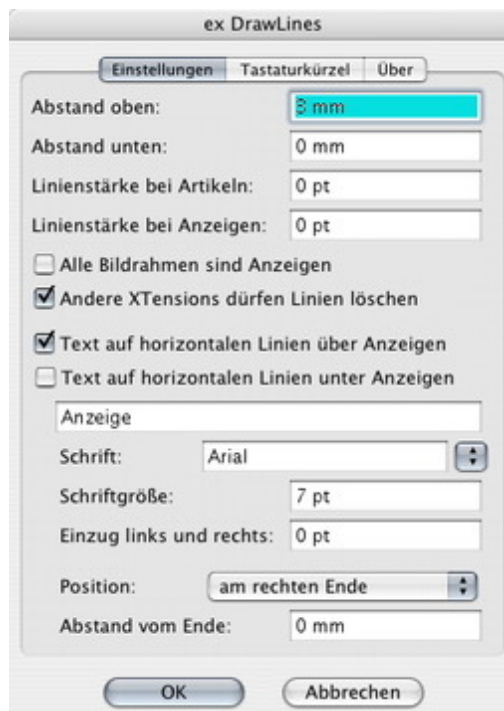 ex DrawLines
Einstellungen Tastaturkürzel Über
Abstand oben: 3 mm
Abstand unten: 0 mm
Linienstärke bei Artikeln: 0 pt
Linienstärke bei Anzeigen: 0 pt
Alle Bildrahmen sind Anzeigen
Andere XTensions dürfen Linien löschen
Text auf horizontalen Linien über Anzeigen
Text auf horizontalen Linien unter Anzeigen
Anzeige
Schrift: Arial
Schriftgröße: 7 pt
Einzug links und rechts: 0 pt
Position: am rechten Ende
Abstand vom Ende: 0 mm
OK Abbrechen